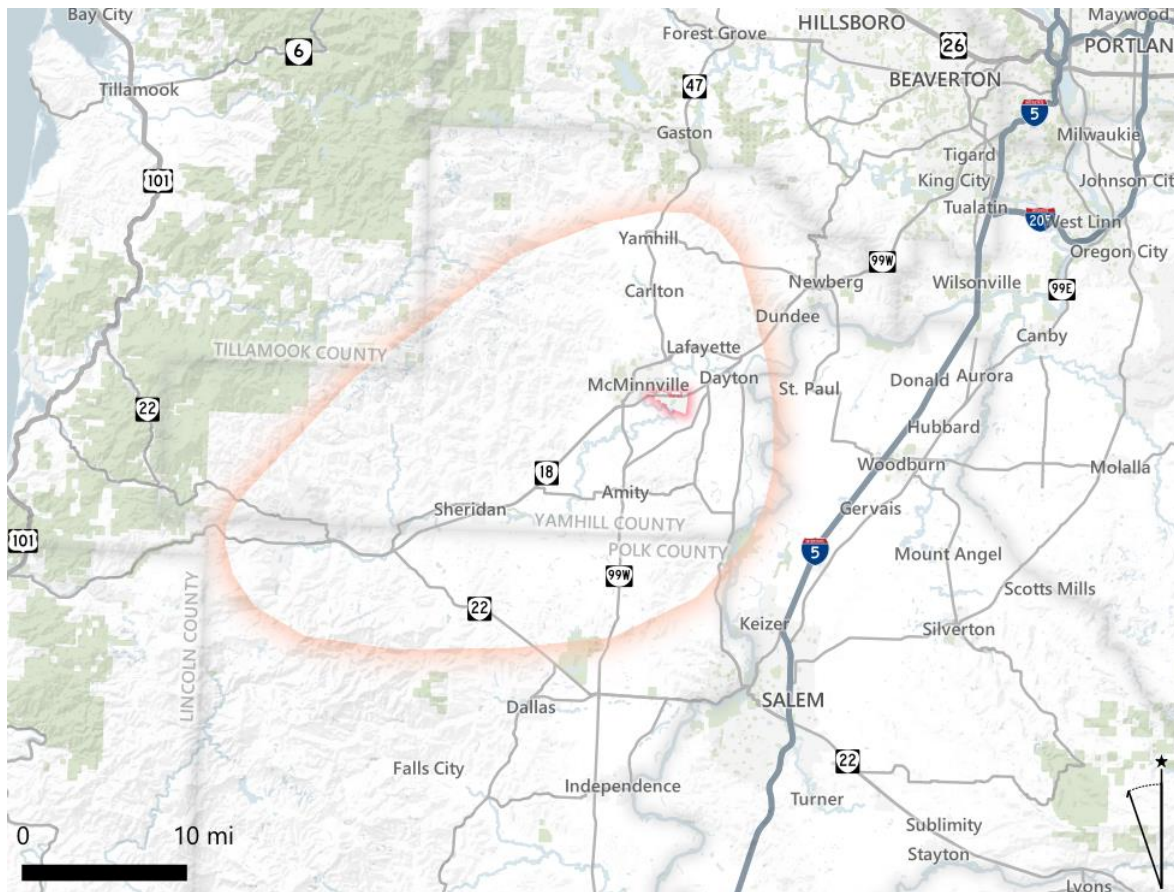 Bay City
HILLSBORO
Maywood
Forest Grove
6
26
PORTLAN
Tillamook
BEAVERTON
47
5
Gaston
Milwaukie
Tigard
101
King City
Johnson Cit
Tualatin
205
West Linn
Yamhill
Oregon City
99W
Newberg
Wilsonville
Carlton
99E
Dundee
Canby
TILLAMOOK COUNTY
Lafayette
McMinnville
Dayton
St. Paul
Donald
Aurora
22
Hubbard
18
Woodburn
Molalla
Amity
Sheridan
Gervais
YAMHILL COUNTY
101
POLK COUNTY
5
Mount Angel
99W
Scotts Mills
22
LINCOLN COUNTY
Keizer
Silverton
Dallas
SALEM
Falls City
22
Independence
Turner
0
10 mi
Sublimity
Stayton
Lyons